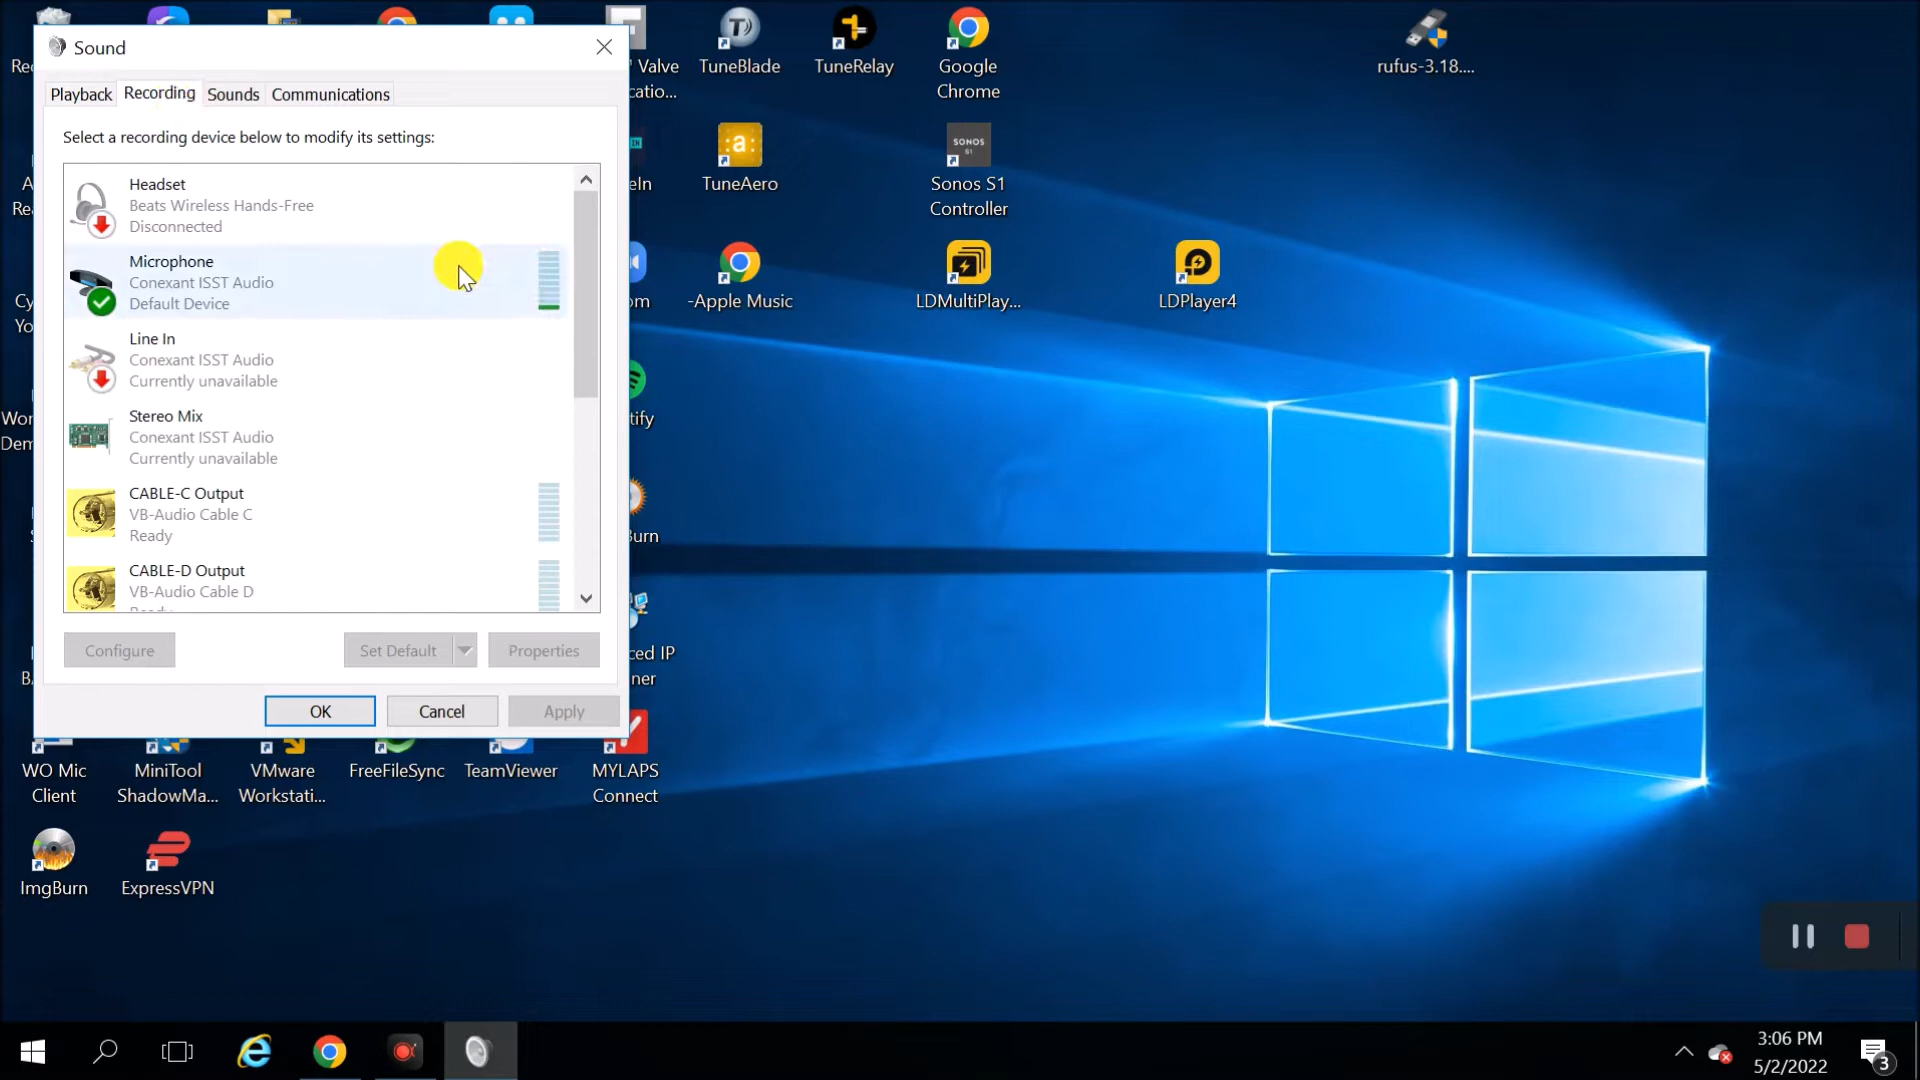 Sound
Playback
Recording
Sounds
Communications
Select a recording device below to modify its settings:
Headset
Beats Wireless Hands-Free
Disconnected
Microphone
Conexant ISST Audio
Default Device
Line In
Conexant ISST Audio
Currently unavailable
Stereo Mix
Conexant ISST Audio
Currently unavailable
CABLE-C Output
VB-Audio Cable C
Ready
CABLE-D Output
VB-Audio Cable D
Configure
Set Default
Properties
OK
Cancel
Apply
Valve
TuneBlade
TuneRelay
Google
Chrome
rufus-3.18....
TuneAero
SONOS
S1
Sonos S1
Controller
-Apple Music
LDMultiPlay...
LDPlayer4
WO Mic
Client
MiniTool
ShadowMa...
VMware
Workstati...
FreeFileSync
TeamViewer
MYLAPS
Connect
ImgBurn
ExpressVPN
3:06 PM
5/2/2022
3